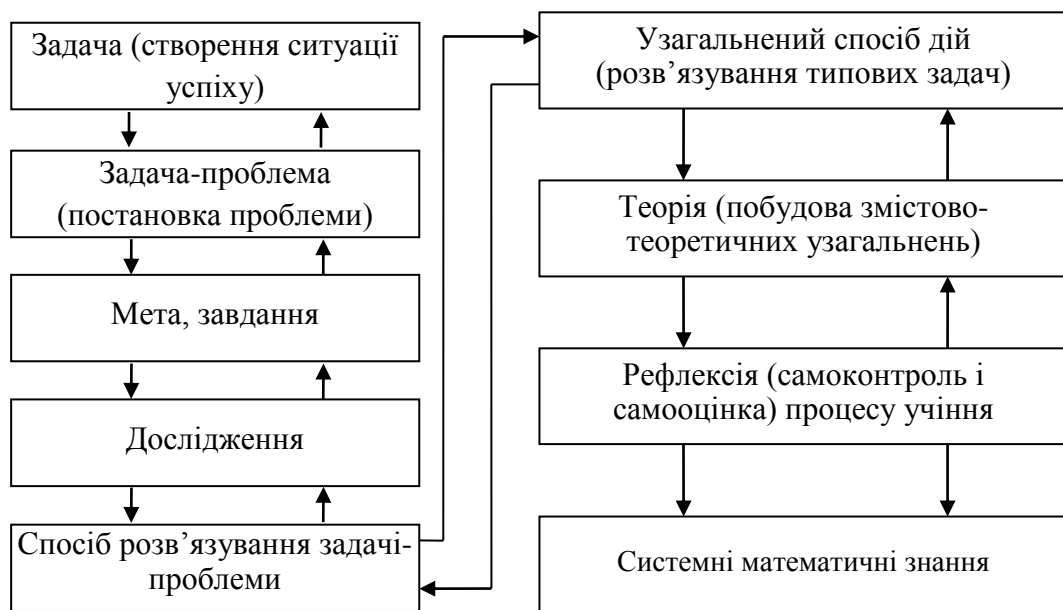 Задача (створення ситуації
успіху)
Задача-проблема
(постановка проблеми)
Мета, завдання
Дослідження
Спосіб розв’язування задачі-
проблеми
Узагальнений спосіб дій
(розв’язування типових задач)
Теорія (побудова змістово-
теоретичних узагальнень)
Рефлексія (самоконтроль і
самооцінка) процесу учіння
Системні математичні знання